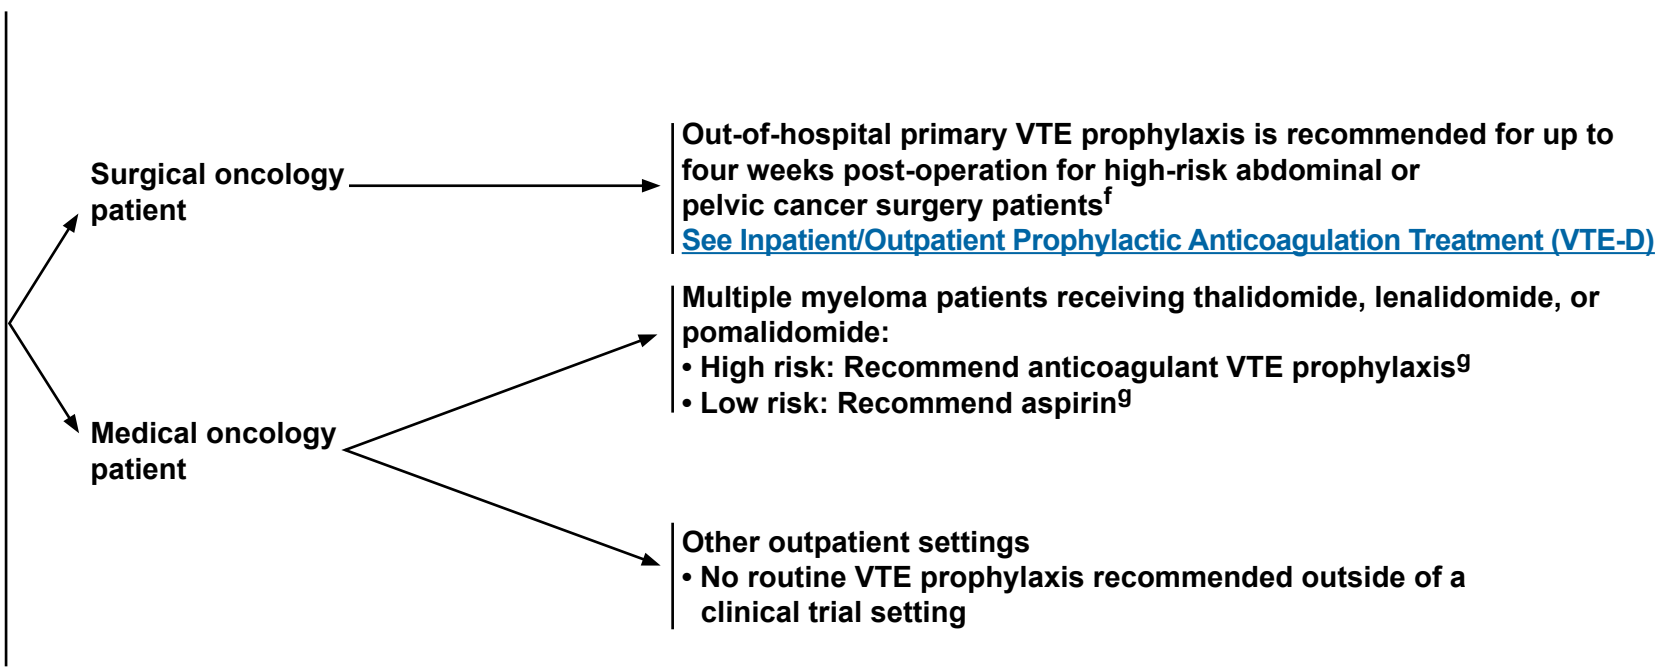 Surgical oncology
patient
Out-of-hospital primary VTE prophylaxis is recommended for up to
four weeks post-operation for high-risk abdominal or
pelvic cancer surgery patientsf
See Inpatient/Outpatient Prophylactic Anticoagulation Treatment (VTE-D)
Multiple myeloma patients receiving thalidomide, lenalidomide, or
pomalidomide:
• High risk: Recommend anticoagulant VTE prophylaxisg
• Low risk: Recommend asping
Medical oncology
patient
Other outpatient settings
• No routine VTE prophylaxis recommended outside of a
clinical trial setting